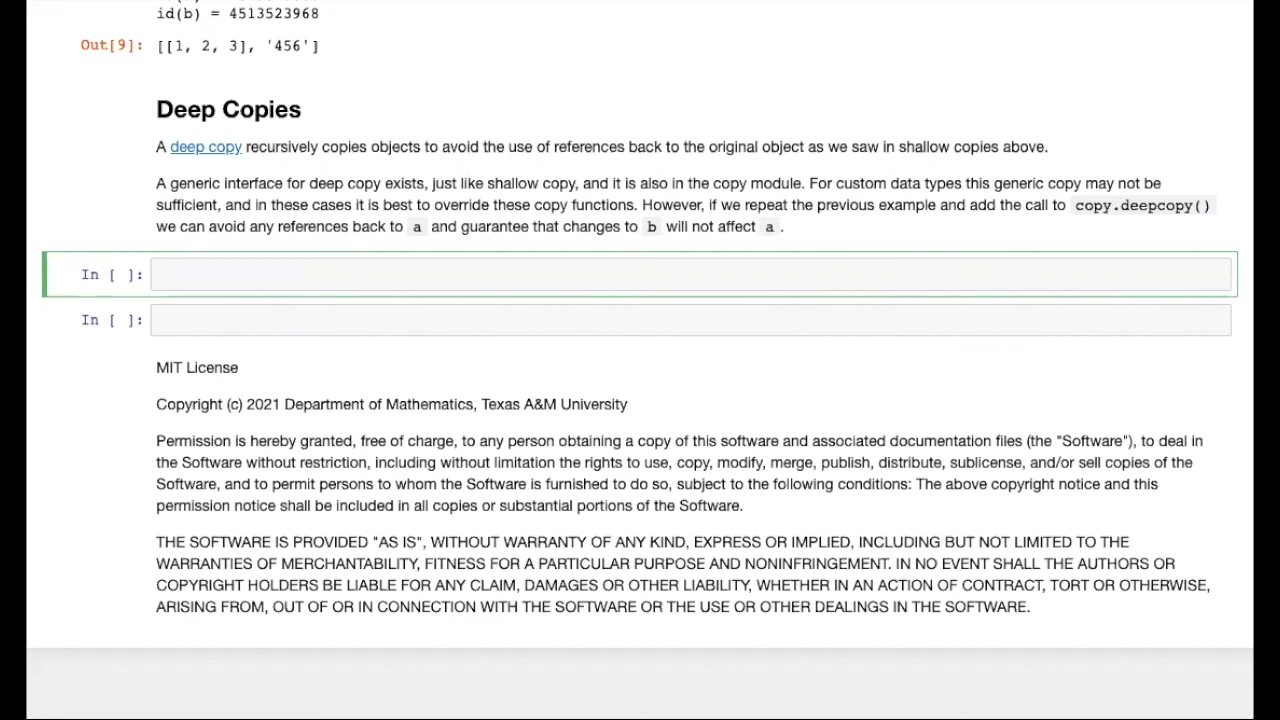 id(b) = 4513523968
Out[9]: [[1, 2, 3], '456']
Deep Copies
A deep copy recursively copies objects to avoid the use of references back to the original object as we saw in shallow copies above.
A generic interface for deep copy exists, just like shallow copy, and it is also in the copy module. For custom data types this generic copy may not be
sufficient, and in these cases it is best to override these copy functions. However, if we repeat the previous example and add the call to copy.deepcopy()
we can avoid any references back to a and guarantee that changes to b will not affect a .
In [ ]:
In [ ]:
MIT License
Copyright (c) 2021 Department of Mathematics, Texas A&M University
Permission is hereby granted, free of charge, to any person obtaining a copy of this software and associated documentation files (the "Software"), to deal in
the Software without restriction, including without limitation the rights to use, copy, modify, merge, publish, distribute, sublicense, and/or sell copies of the
Software, and to permit persons to whom the Software is furnished to do so, subject to the following conditions: The above copyright notice and this
permission notice shall be included in all copies or substantial portions of the Software.
THE SOFTWARE IS PROVIDED "AS IS", WITHOUT WARRANTY OF ANY KIND, EXPRESS OR IMPLIED, INCLUDING BUT NOT LIMITED TO THE
WARRANTIES OF MERCHANTABILITY, FITNESS FOR A PARTICULAR PURPOSE AND NONINFRINGEMENT. IN NO EVENT SHALL THE AUTHORS OR
COPYRIGHT HOLDERS BE LIABLE FOR ANY CLAIM, DAMAGES OR OTHER LIABILITY, WHETHER IN AN ACTION OF CONTRACT, TORT OR OTHERWISE,
ARISING FROM, OUT OF OR IN CONNECTION WITH THE SOFTWARE OR THE USE OR OTHER DEALINGS IN THE SOFTWARE.